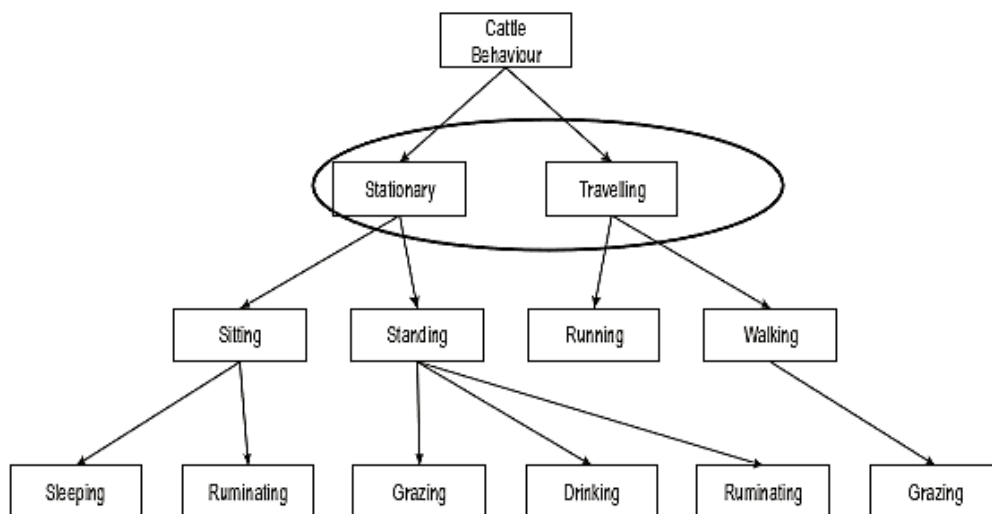 Cattle
Behaviour
Stationary
Travelling
Sitting
Standing
Running
Walking
Sleeping
Ruminating
Grazing
Drinking
Ruminating
Grazing